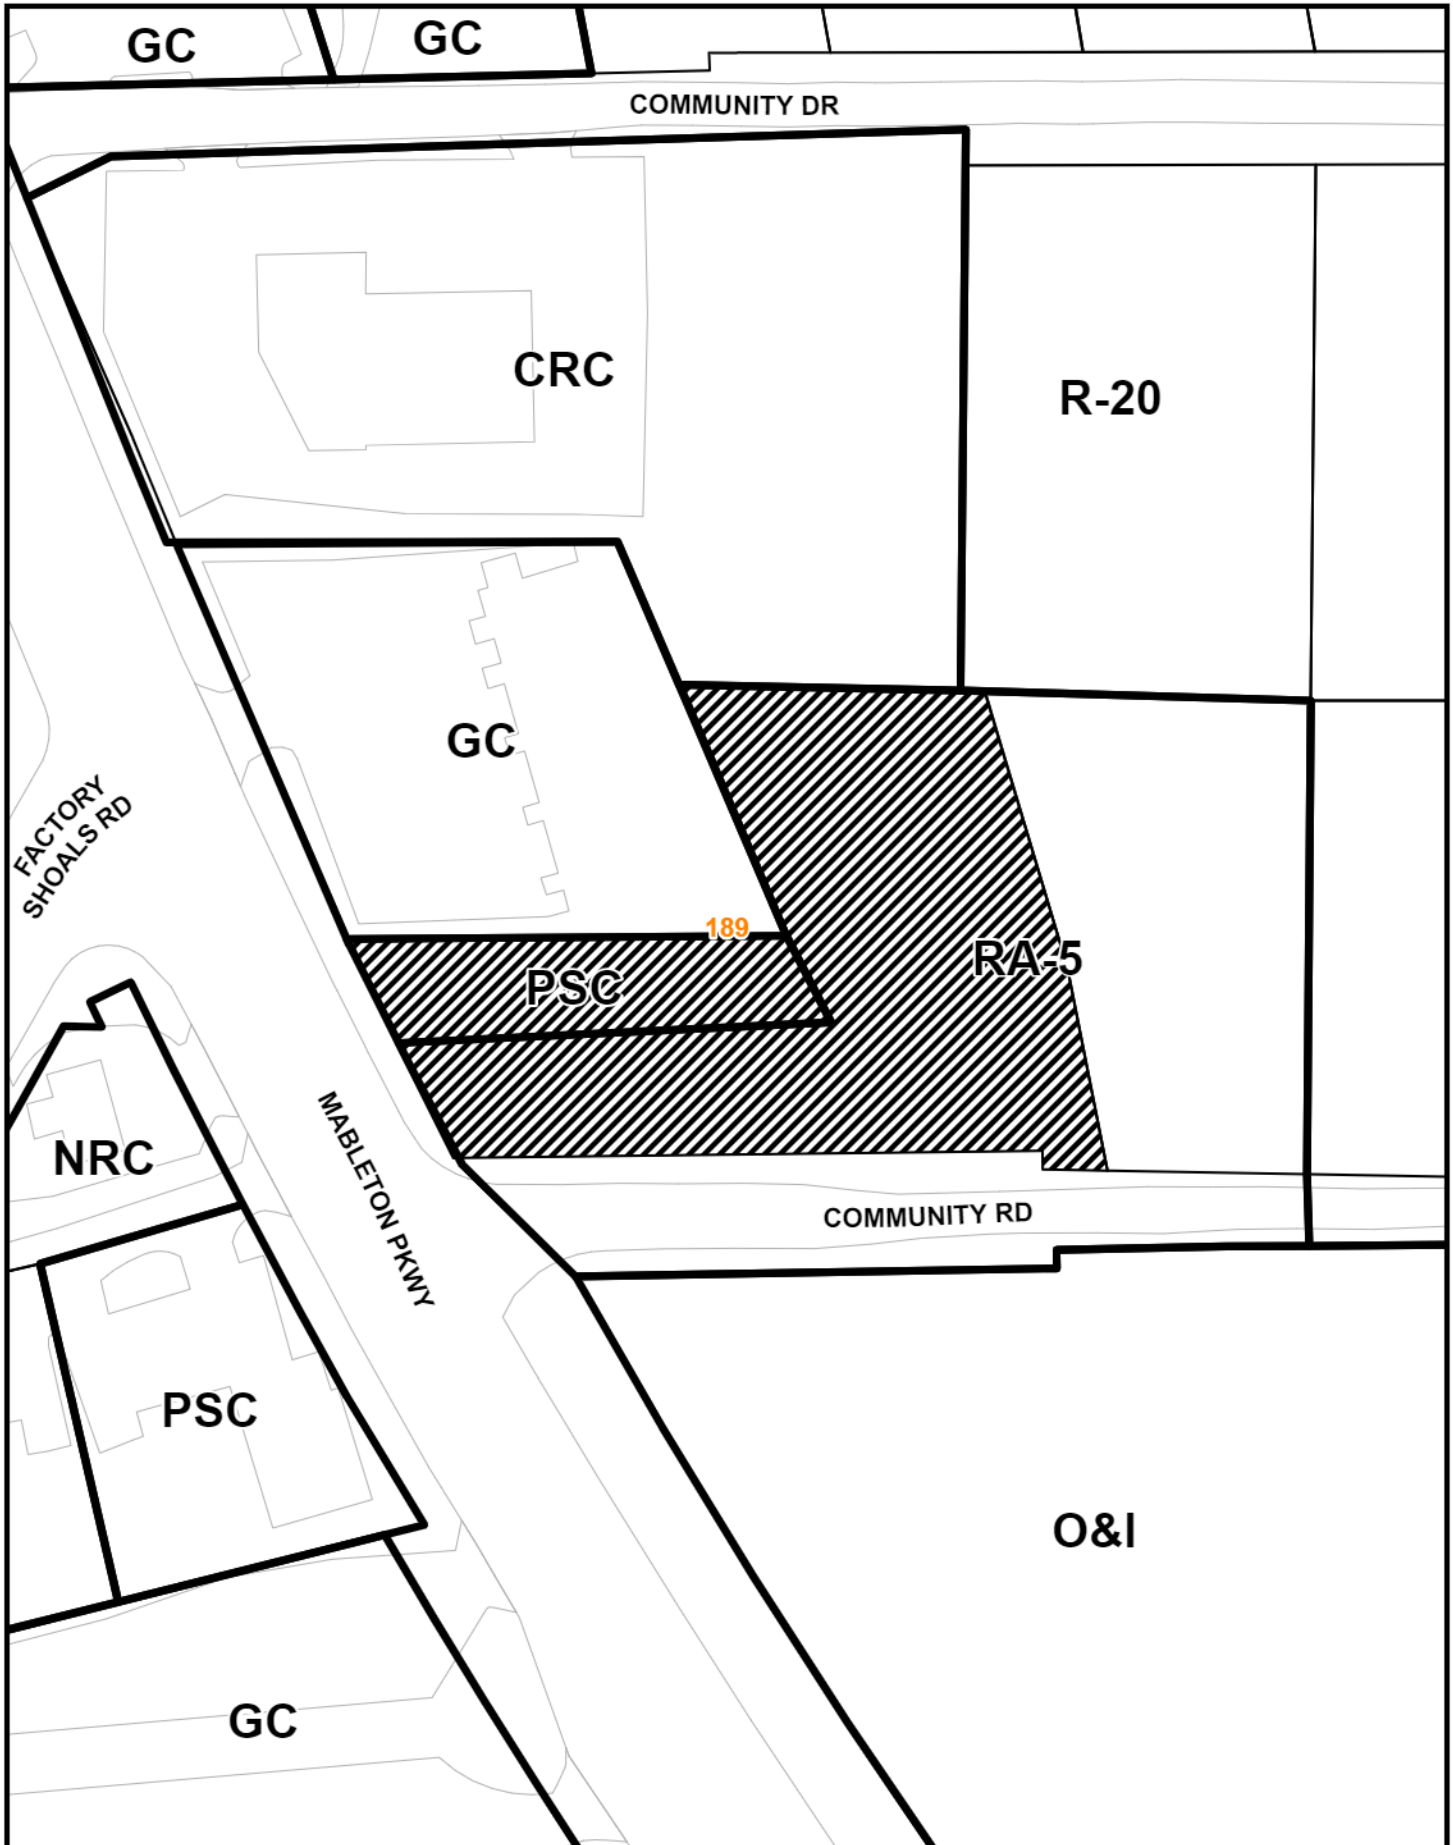 GC
GC
COMMUNITY DR
CRC
R-20
GC
FACTORY
SHOALS RD
189
RA-5
PSC
MABLETON PKWY
NRC
COMMUNITY RD
PSC
O&I
GC